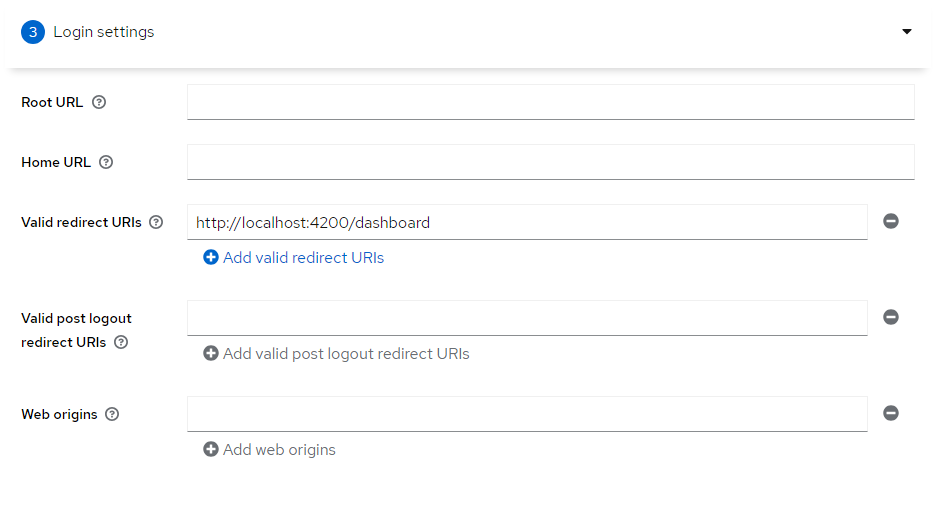 3 Login settings
Root URL
Home URL
Valid redirect URIs http://localhost:4200/dashboard
Add valid redirect URIs
Valid post logout
redirect URIs
Add valid post logout redirect URIs
Web origins
Add web origins